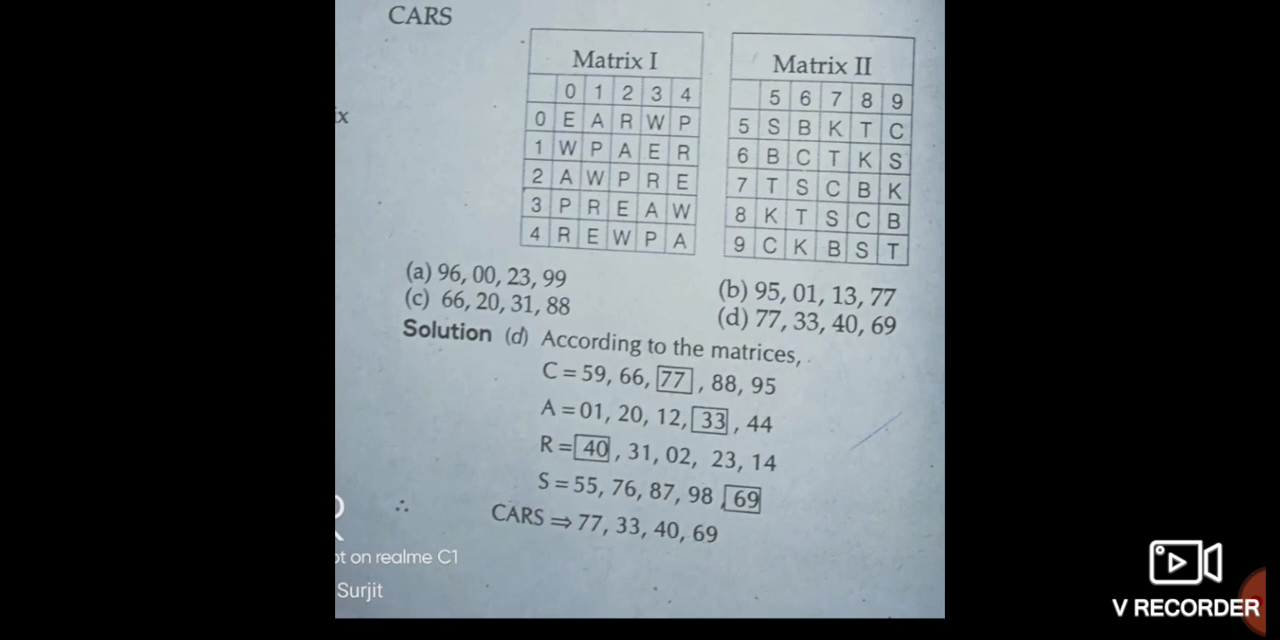 CARS
Matrix I
0 1 2 3 4
0 E A R W P
1 W P A E R
2 A W P R E
3 P R E A W
4 R E W P A
Matrix II
5 6 7 8 9
5 S B K T C
6 B C T K S
7 T S C B K
8 K T S C B
9 C K B S T
x
(a) 96, 00, 23, 99
(b) 95, 01, 13, 77
(c) 66, 20, 31, 88
(d) 77, 33, 40, 69
Solution (d) According to the matrices,
C = 59, 66, 77, 88, 95
A = 01, 20, 12, 33, 44
R = 40, 31, 02, 23, 14
S = 55, 76, 87, 98, 69
∴ CARS ⇒ 77, 33, 40, 69
ot on realme C1
Surjit
V RECORDER